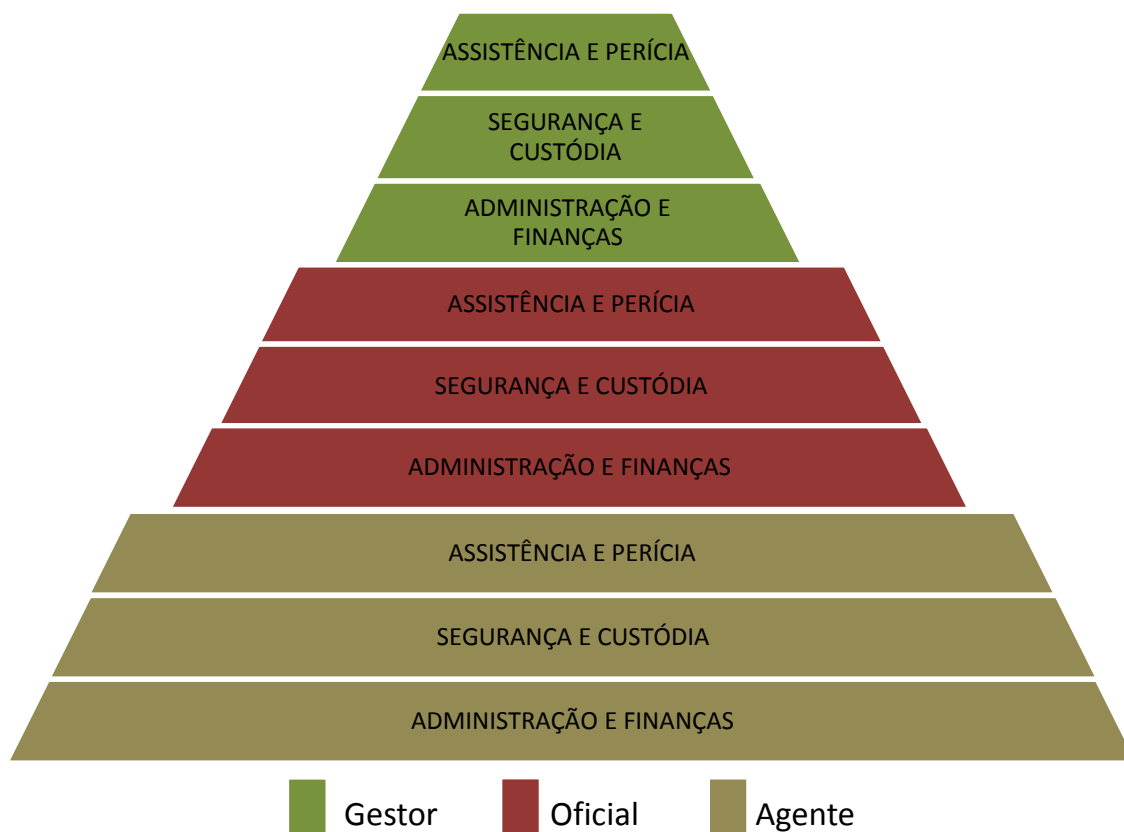 ASSISTÊNCIA E PERÍCIA
SEGURANÇA E
CUSTÓDIA
ADMINISTRAÇÃO E
FINANÇAS
ASSISTÊNCIA E PERÍCIA
SEGURANÇA E CUSTÓDIA
ADMINISTRAÇÃO E FINANÇAS
ASSISTÊNCIA E PERÍCIA
SEGURANÇA E CUSTÓDIA
ADMINISTRAÇÃO E FINANÇAS
Gestor Oficial Agente